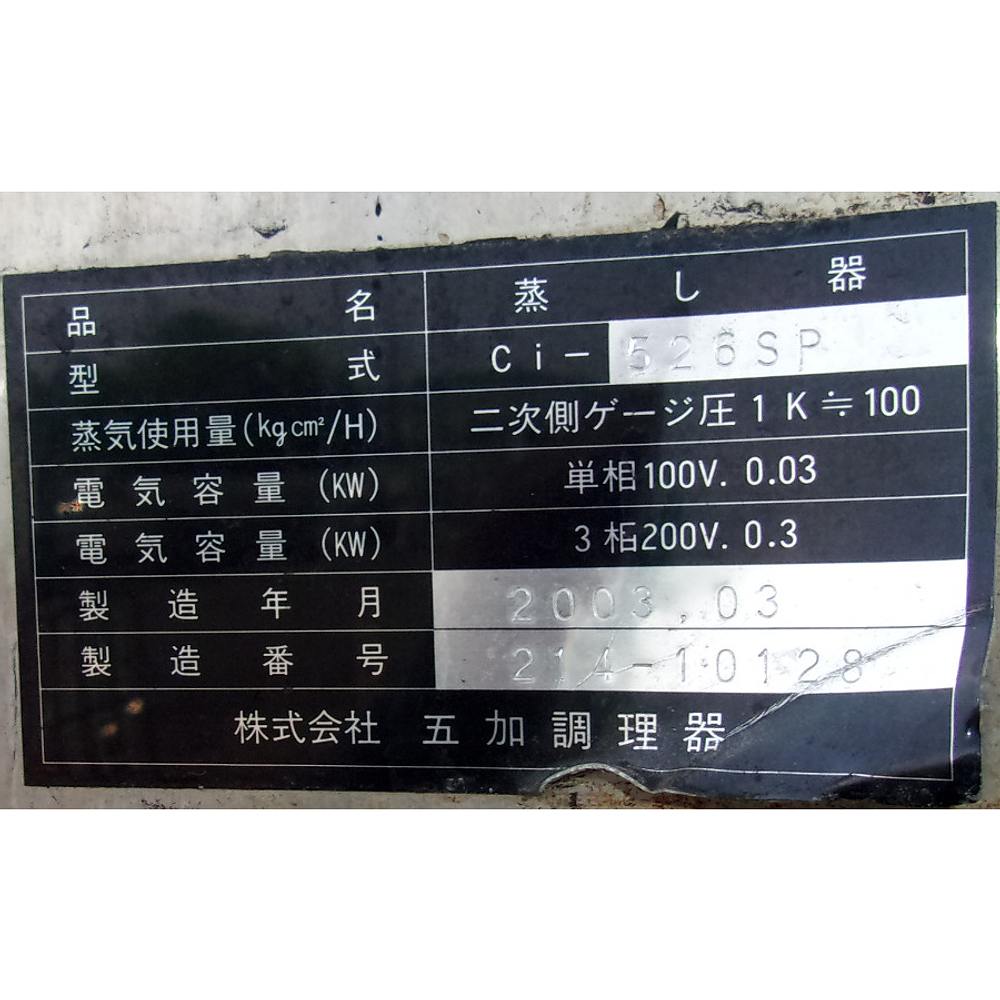 品名 蒸し器
型式 Ci-526SP
蒸気使用量(kg cm²/H) 二次側ゲージ圧1K≒100
電気容量(KW) 単相100V. 0.03
電気容量(KW) 3相200V. 0.3
製造年月 2003.03
製造番号 214-10128
株式会社 五加調理器